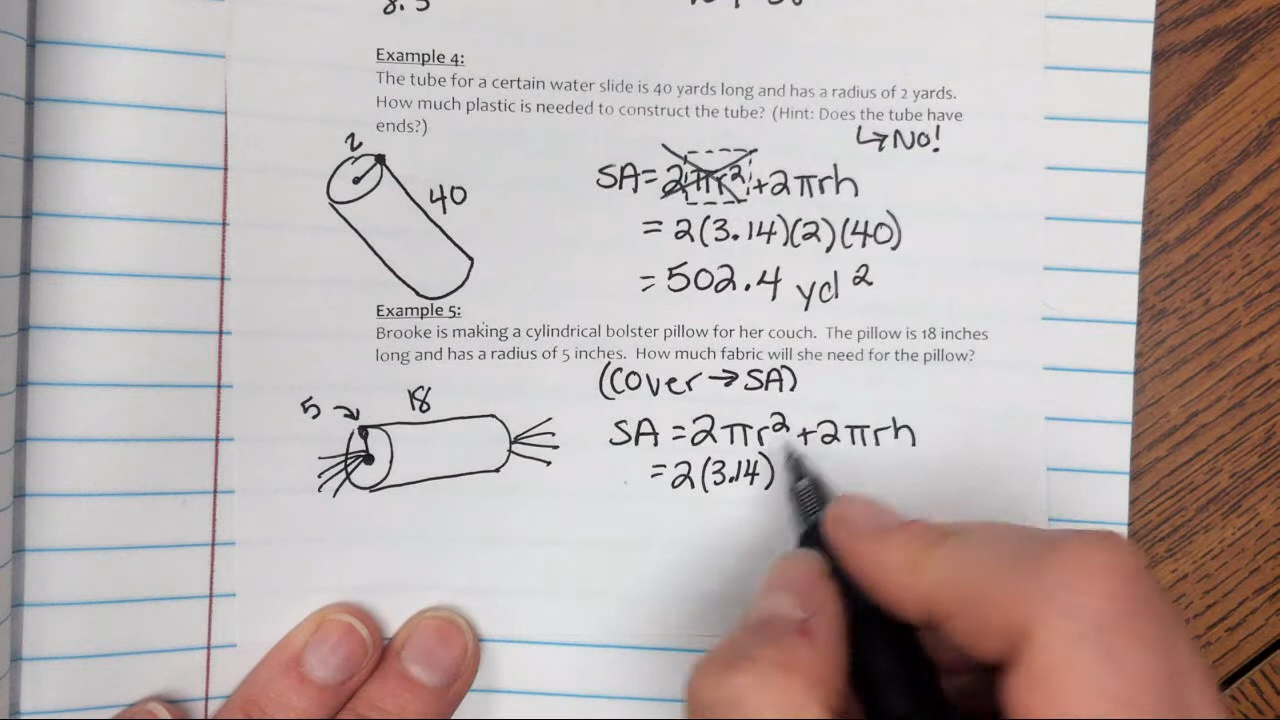 8.5
Example 4:
The tube for a certain water slide is 40 yards long and has a radius of 2 yards.
How much plastic is needed to construct the tube? (Hint: Does the tube have
ends?)
↳No!
2
40
SA=2πr²+2πrh
=2(3.14)(2)(40)
=502.4 yd²
Example 5:
Brooke is making a cylindrical bolster pillow for her couch. The pillow is 18 inches
long and has a radius of 5 inches. How much fabric will she need for the pillow?
(cover→SA)
5
18
SA=2πr²+2πrh
=2(3.14)